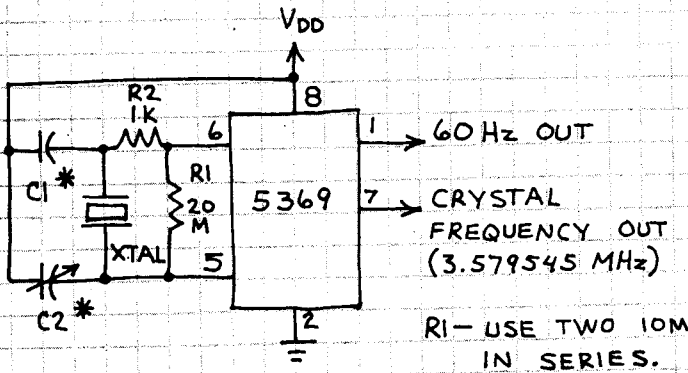 VDD
8
R2
1K
6
1
60 Hz OUT
C1 *
R1
20
M
5369
7
CRYSTAL
FREQUENCY OUT
(3.579545 MHz)
XTAL
5
C2 *
2
R1 - USE TWO 10M
IN SERIES.